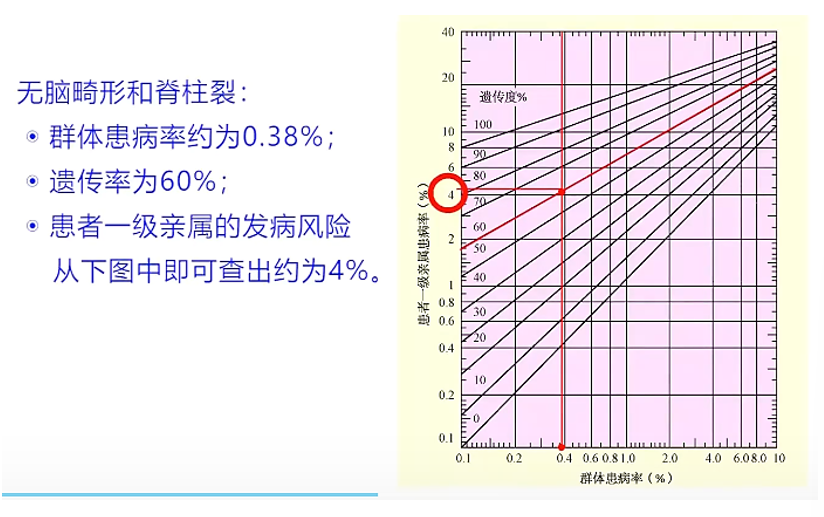 无脑畸形和脊柱裂：
群体患病率约为0.38%；
遗传率为60%；
患者一级亲属的发病风险
从下图中即可查出约为4%。
遗传度%
100
90
80
70
60
50
40
30
20
10
0
患者一级亲属患病率（%）
40
20
10
8
6
4
2
1
0.8
0.6
0.4
0.2
0.1
0.1 0.2 0.4 0.6 0.8 1.0 2.0 4.0 6.0 8.0 10
群体患病率（%）